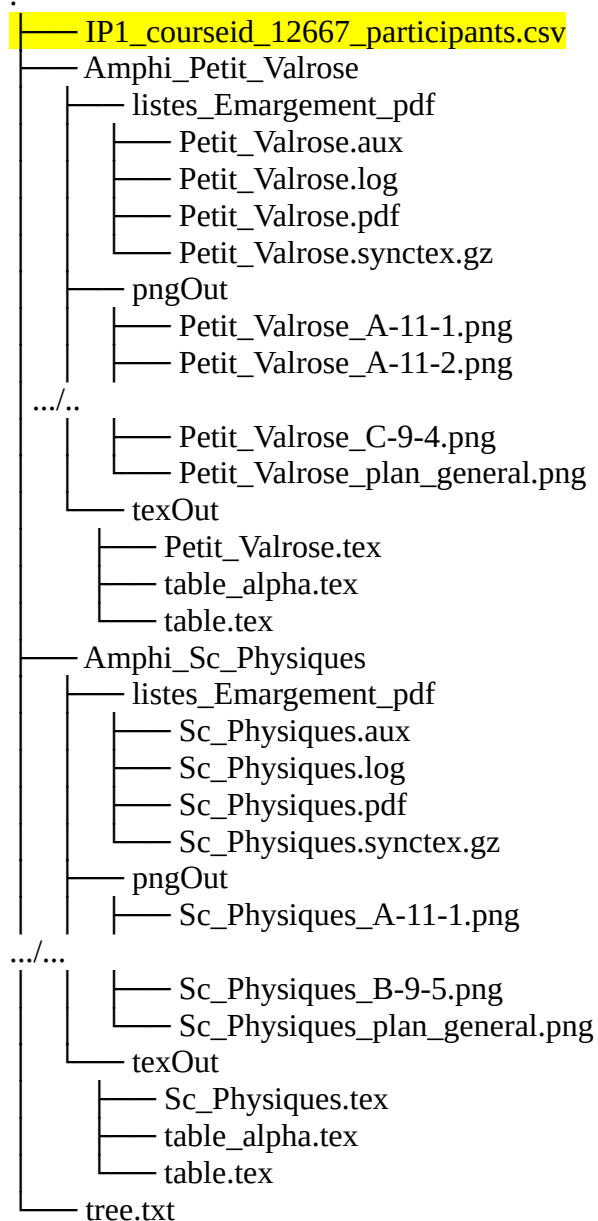 .
├── IP1_courseid_12667_participants.csv
├── Amphi_Petit_Valrose
│   ├── listes_Emargement_pdf
│   │   ├── Petit_Valrose.aux
│   │   ├── Petit_Valrose.log
│   │   ├── Petit_Valrose.pdf
│   │   └── Petit_Valrose.synctex.gz
│   ├── pngOut
│   │   ├── Petit_Valrose_A-11-1.png
│   │   ├── Petit_Valrose_A-11-2.png
.../..
│   │   ├── Petit_Valrose_C-9-4.png
│   │   └── Petit_Valrose_plan_general.png
│   └── texOut
│       ├── Petit_Valrose.tex
│       ├── table_alpha.tex
│       └── table.tex
├── Amphi_Sc_Physiques
│   ├── listes_Emargement_pdf
│   │   ├── Sc_Physiques.aux
│   │   ├── Sc_Physiques.log
│   │   ├── Sc_Physiques.pdf
│   │   └── Sc_Physiques.synctex.gz
│   ├── pngOut
│   │   ├── Sc_Physiques_A-11-1.png
.../...
│   │   ├── Sc_Physiques_B-9-5.png
│   │   └── Sc_Physiques_plan_general.png
│   └── texOut
│       ├── Sc_Physiques.tex
│       ├── table_alpha.tex
│       └── table.tex
└── tree.txt